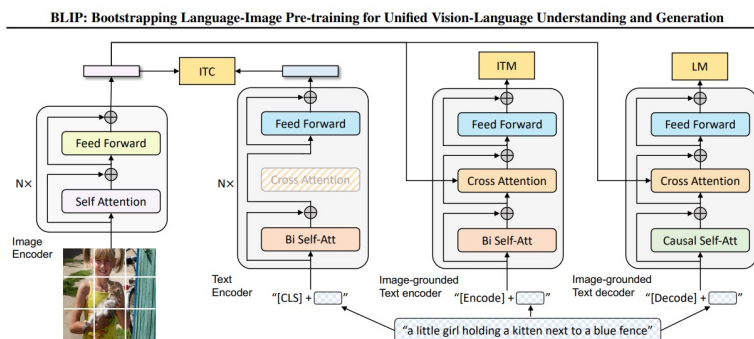 BLIP: Bootstrapping Language-Image Pre-training for Unified Vision-Language Understanding and Generation
ITC
ITM
LM
N×
Feed Forward
Self Attention
Image
Encoder
N×
Feed Forward
Cross Attention
Bi Self-Att
Text
Encoder
"[CLS] + "
Feed Forward
Cross Attention
Bi Self-Att
Image-grounded
Text encoder
"[Encode] + "
Feed Forward
Cross Attention
Causal Self-Att
Image-grounded
Text decoder
"[Decode] + "
"a little girl holding a kitten next to a blue fence"